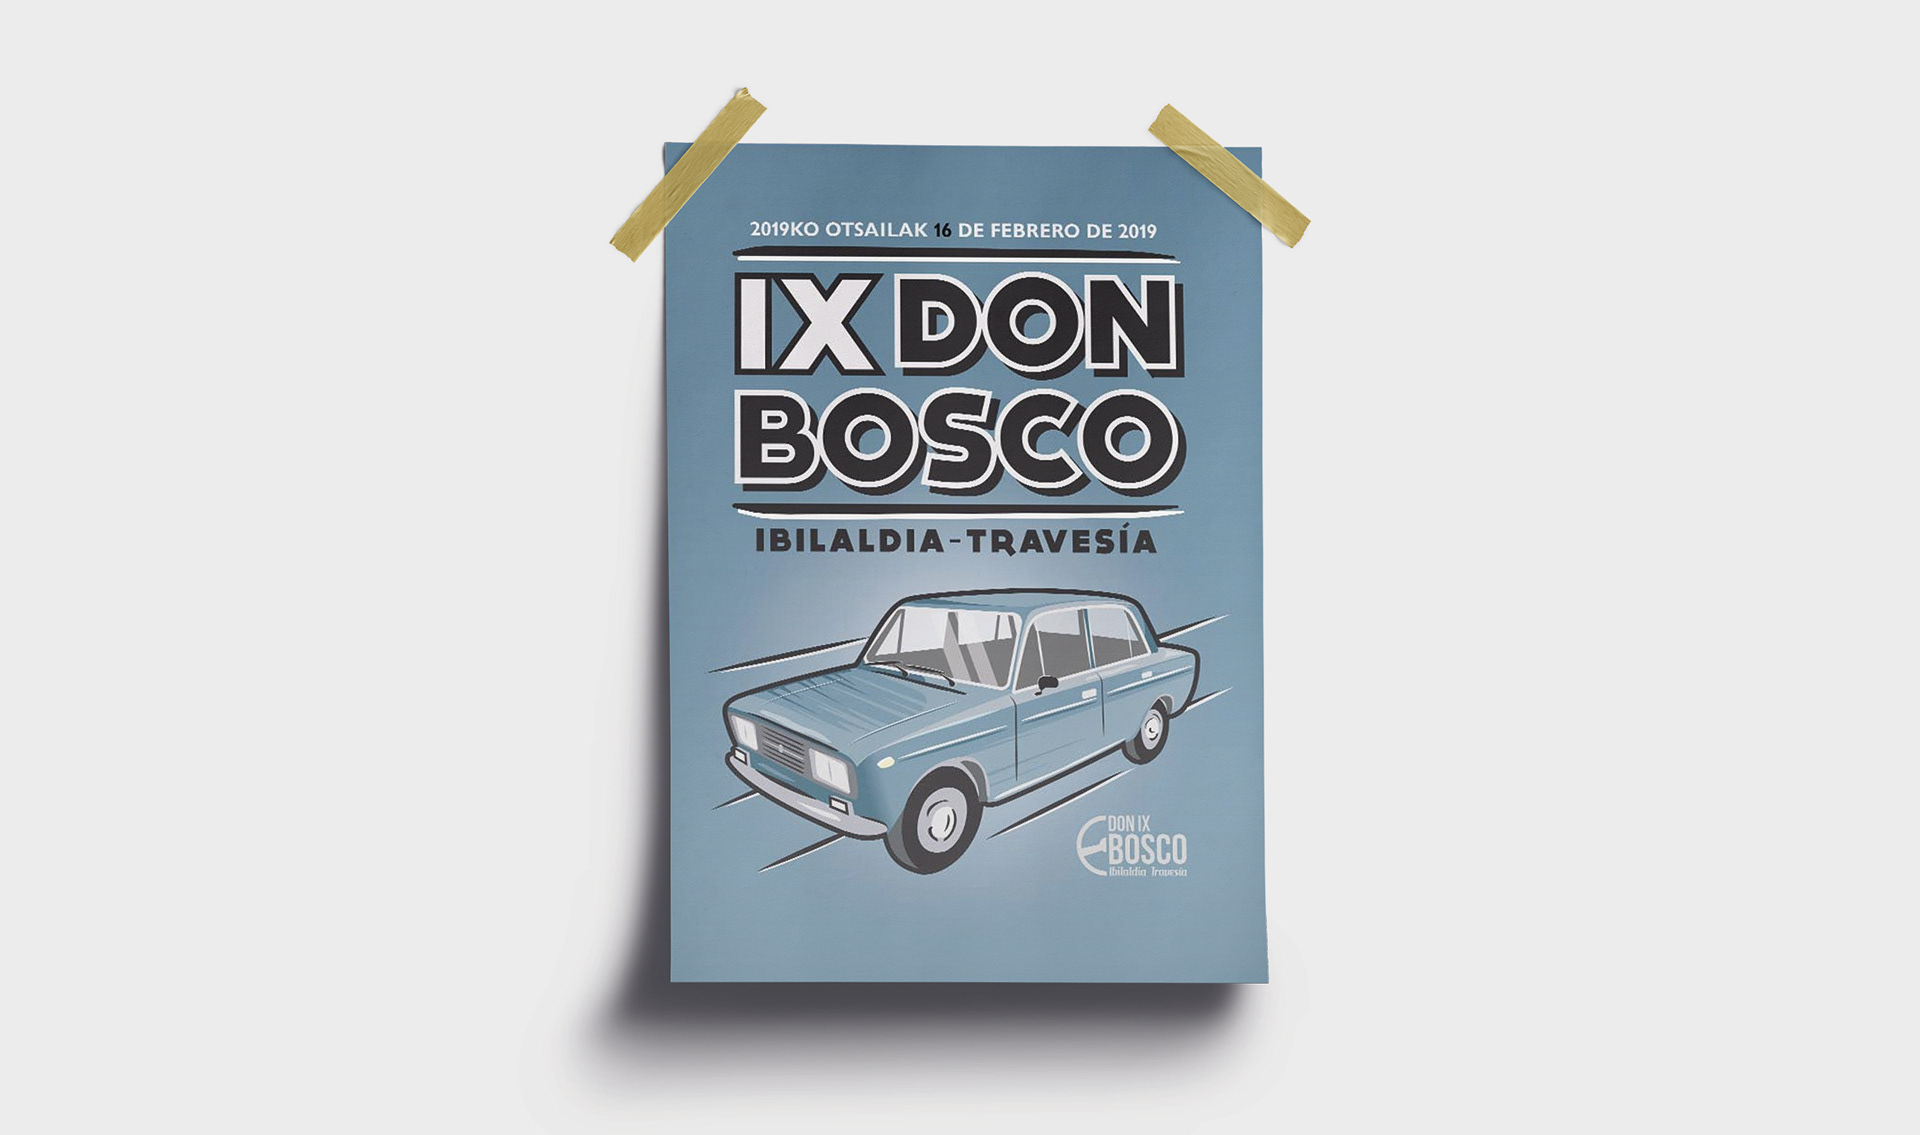 2019KO OTSAILAK 16 DE FEBRERO DE 2019
IX DON
BOSCO
IBILALDIA-TRAVESÍA
DON IX
BOSCO
Ibilaldia Travesía